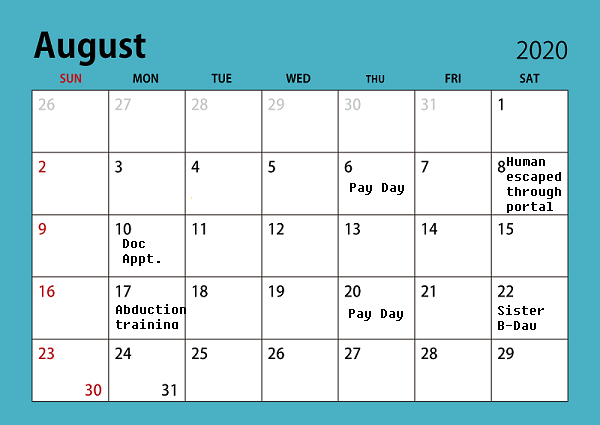 August
2020
SUN MON TUE WED THU FRI SAT
26 27 28 29 30 31 1
2 3 4 5 6 7 8
Pay Day
Human
escaped
through
portal
9 10 11 12 13 14 15
Doc
Appt.
16 17 18 19 20 21 22
Abduction
training
Pay Day
Sister
B-Day
23 24 25 26 27 28 29
30 31